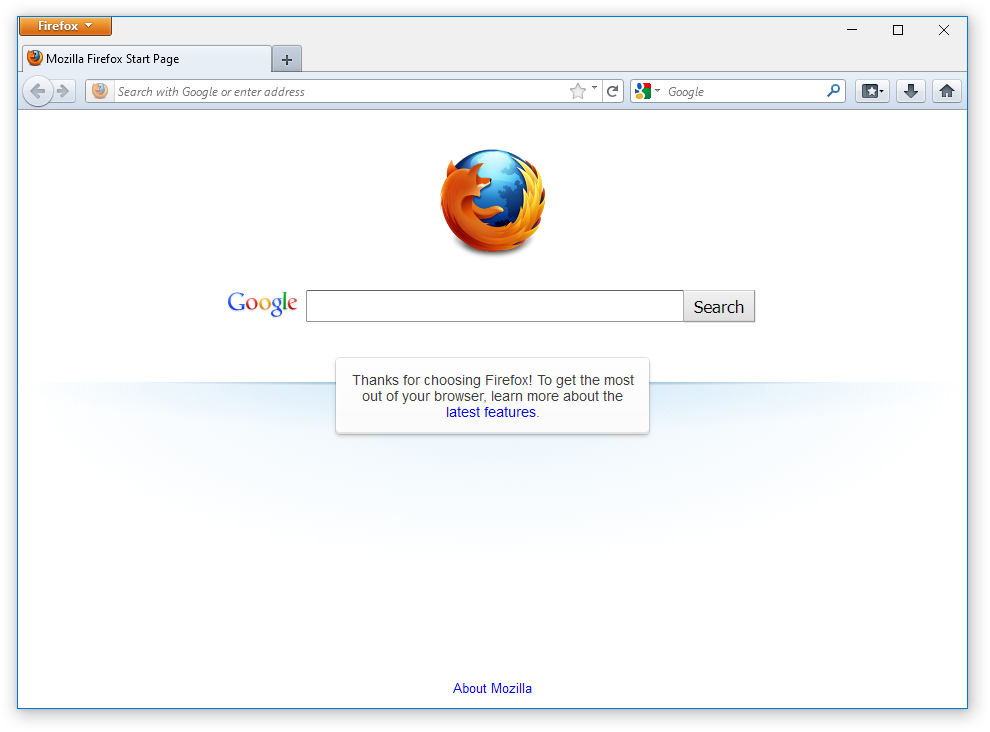 Firefox
Mozilla Firefox Start Page
Search with Google or enter address
Google
Google
Search
Thanks for choosing Firefox! To get the most
out of your browser, learn more about the
latest features.
About Mozilla